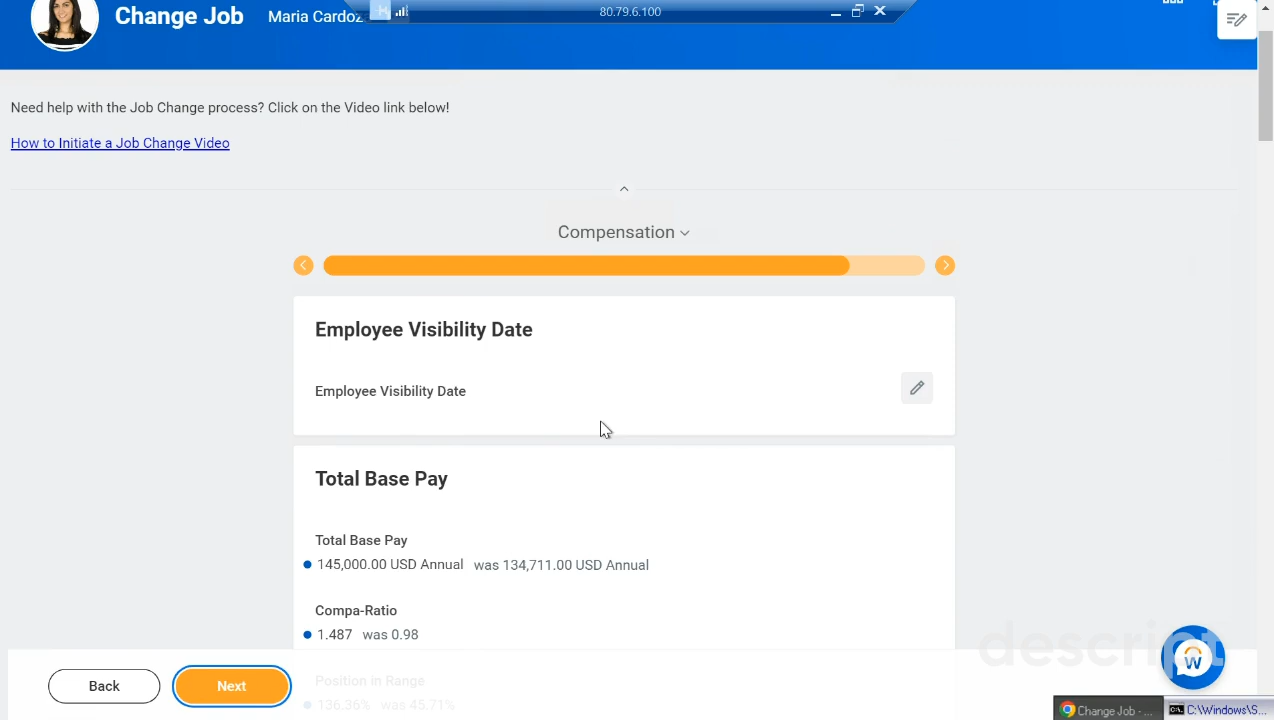 80.79.6.100
Change Job
Maria Cardoz
Need help with the Job Change process? Click on the Video link below!
How to Initiate a Job Change Video
Compensation
Employee Visibility Date
Employee Visibility Date
Total Base Pay
Total Base Pay
145,000.00 USD Annual was 134,711.00 USD Annual
Compa-Ratio
1.487 was 0.98
Position in Range
136.36% was 45.71%
Back
Next
descript
W
Change Job - ...
C:\Windows\S...